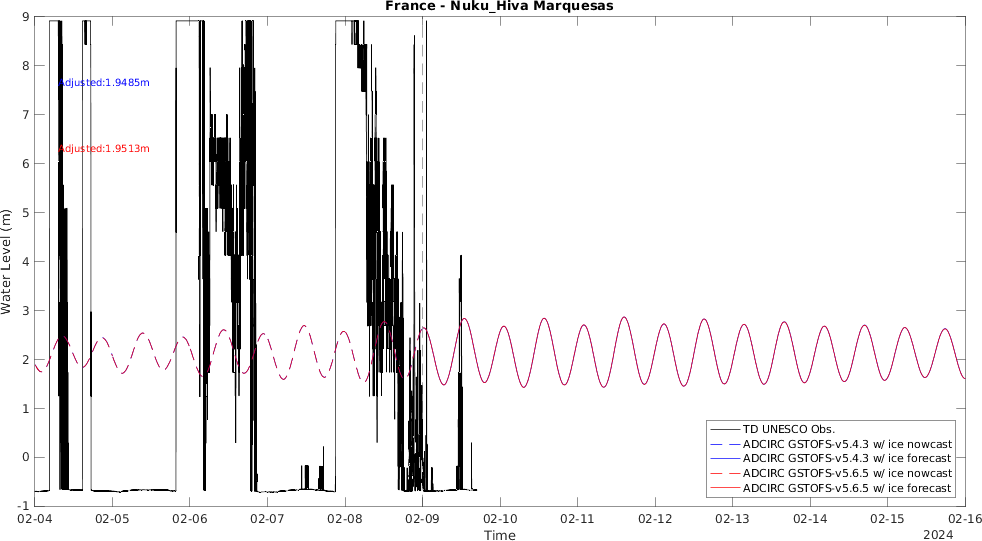 France - Nuku_Hiva Marquesas
9
8
7
6
5
4
3
2
1
0
-1
Water Level (m)
Adjusted:1.9485m
Adjusted:1.9513m
TD UNESCO Obs.
ADCIRC GSTOFS-v5.4.3 w/ ice nowcast
ADCIRC GSTOFS-v5.4.3 w/ ice forecast
ADCIRC GSTOFS-v5.6.5 w/ ice nowcast
ADCIRC GSTOFS-v5.6.5 w/ ice forecast
02-04 02-05 02-06 02-07 02-08 02-09 02-10 02-11 02-12 02-13 02-14 02-15 02-16
Time
2024